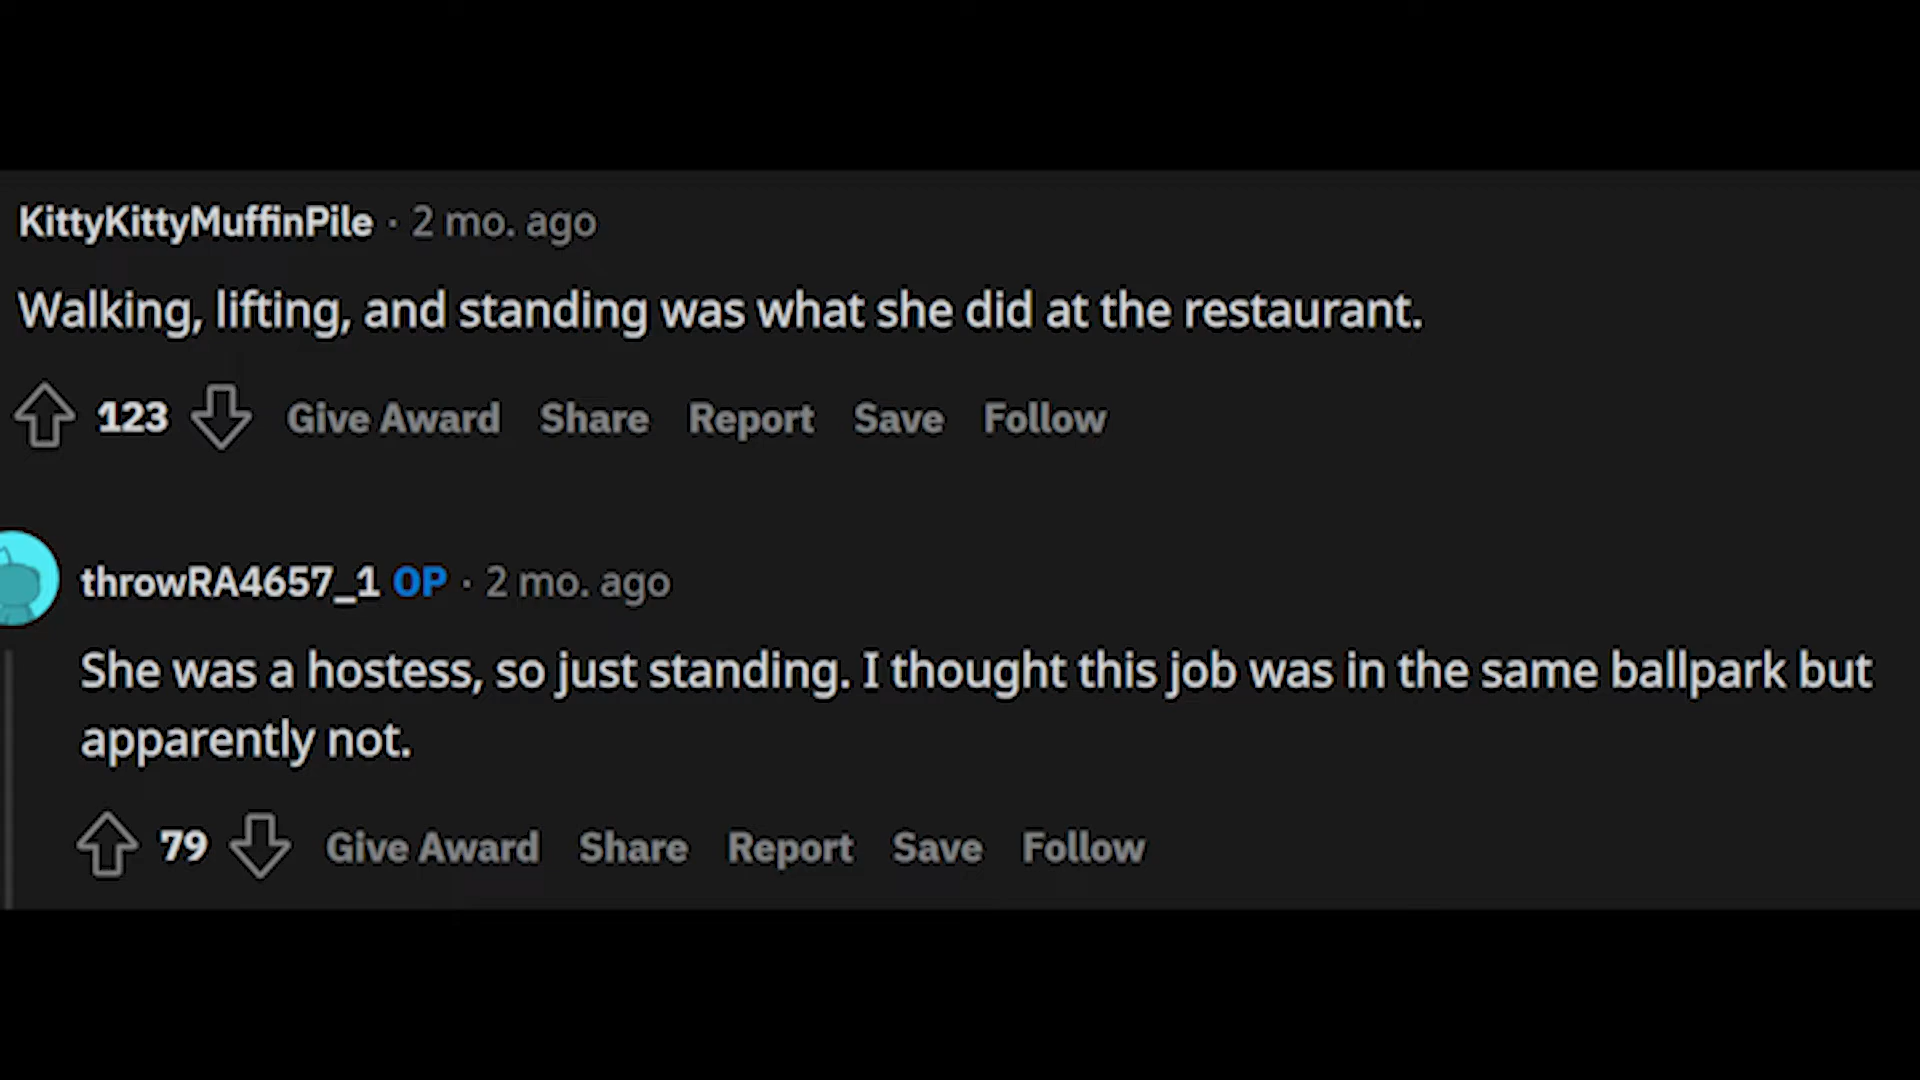 KittyKittyMuffinPile · 2 mo. ago
Walking, lifting, and standing was what she did at the restaurant.
123 Give Award Share Report Save Follow
throwRA4657_1 OP · 2 mo. ago
She was a hostess, so just standing. I thought this job was in the same ballpark but
apparently not.
79 Give Award Share Report Save Follow